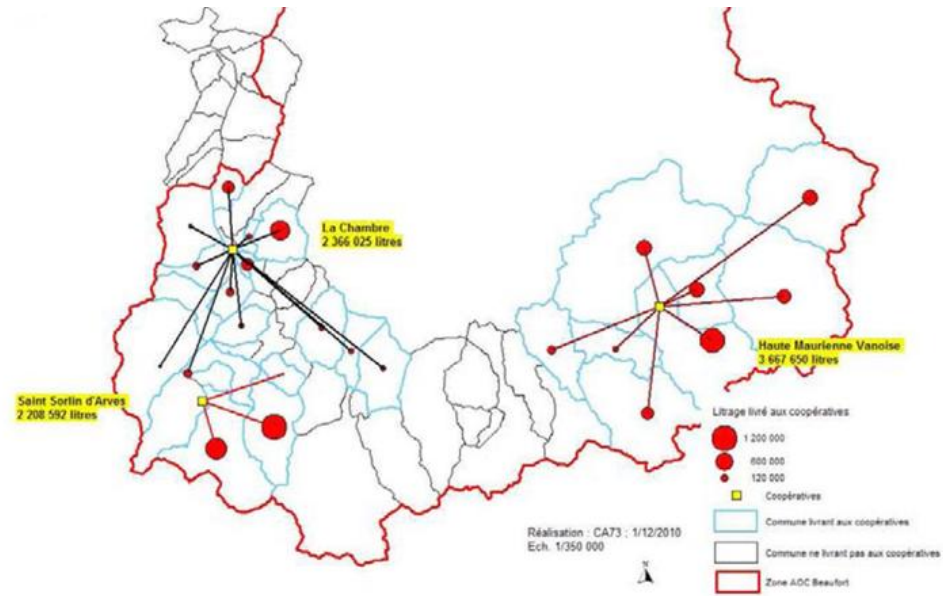 La Chambre
2 366 025 litres
Haute Maurienne Vanoise
3 667 650 litres
Saint Sorlin d'Arves
2 208 592 litres
Litrage livré aux coopératives
1 200 000
600 000
120 000
Coopératives
Commune livrant aux coopératives
Commune ne livrant pas aux coopératives
Zone AOC Beaufort
Réalisation : CA73 ; 1/12/2010
Ech. 1/350 000
N